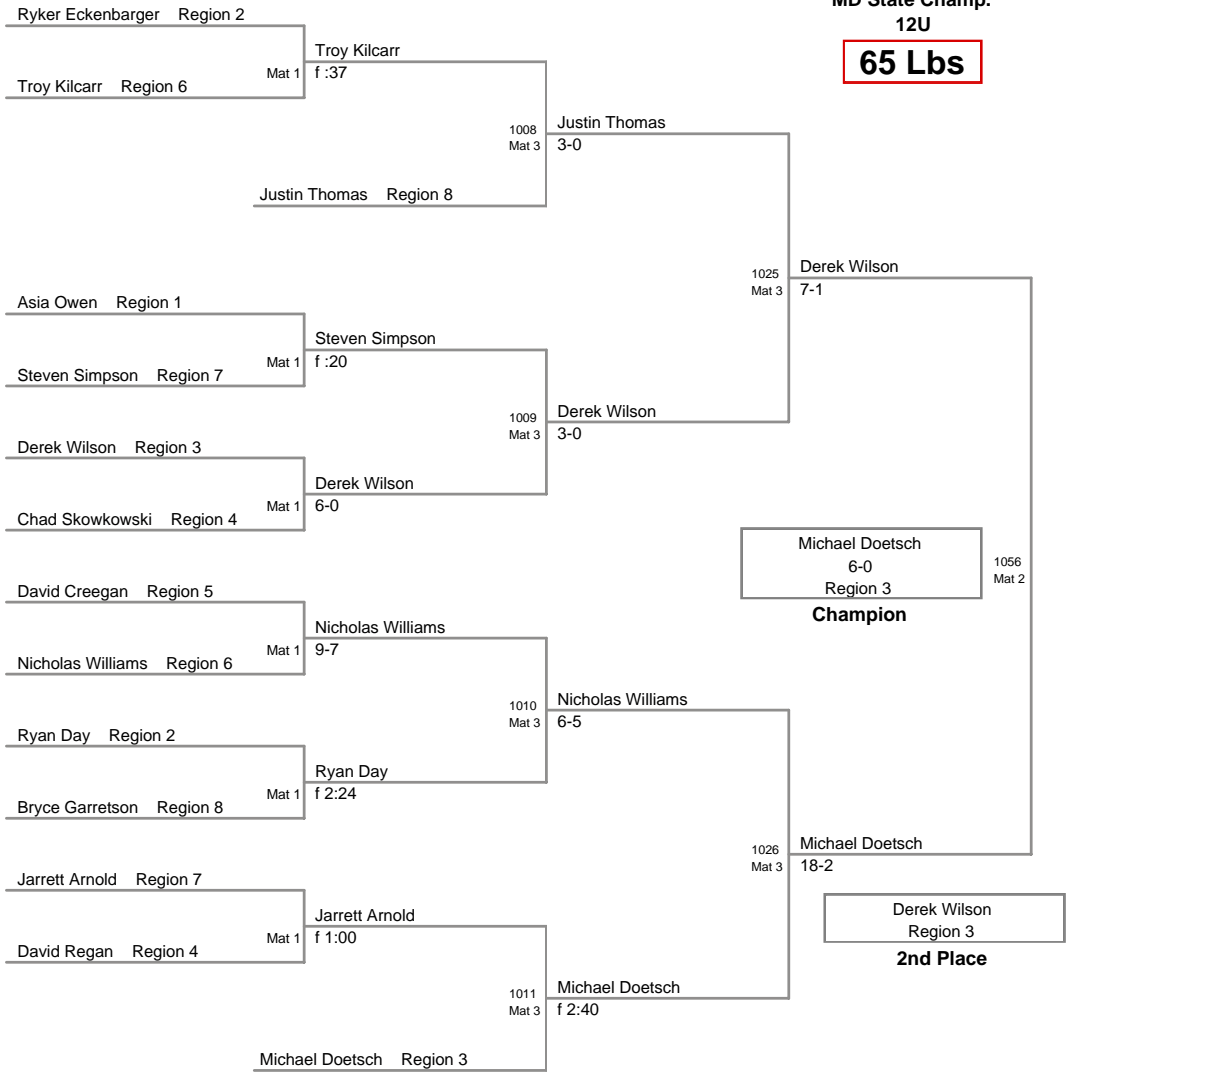 MD State Champ.
12U
65 Lbs
Ryker Eckenbarger Region 2
Troy Kilcarr
Mat 1 f :37
Troy Kilcarr Region 6
1008 Justin Thomas
Mat 3 3-0
Justin Thomas Region 8
1025 Derek Wilson
Mat 3 7-1
Asia Owen Region 1
Steven Simpson
Mat 1 f :20
Steven Simpson Region 7
1009 Derek Wilson
Mat 3 3-0
Derek Wilson Region 3
Derek Wilson
Mat 1 6-0
Chad Skowkowski Region 4
Michael Doetsch
6-0
Region 3
Champion
1056
Mat 2
David Creegan Region 5
Nicholas Williams
Mat 1 9-7
Nicholas Williams Region 6
1010 Nicholas Williams
Mat 3 6-5
Ryan Day Region 2
Ryan Day
Mat 1 f 2:24
Bryce Garretson Region 8
1026 Michael Doetsch
Mat 3 18-2
Jarrett Arnold Region 7
Jarrett Arnold
Mat 1 f 1:00
David Regan Region 4
Derek Wilson
Region 3
2nd Place
1011 Michael Doetsch
Mat 3 f 2:40
Michael Doetsch Region 3